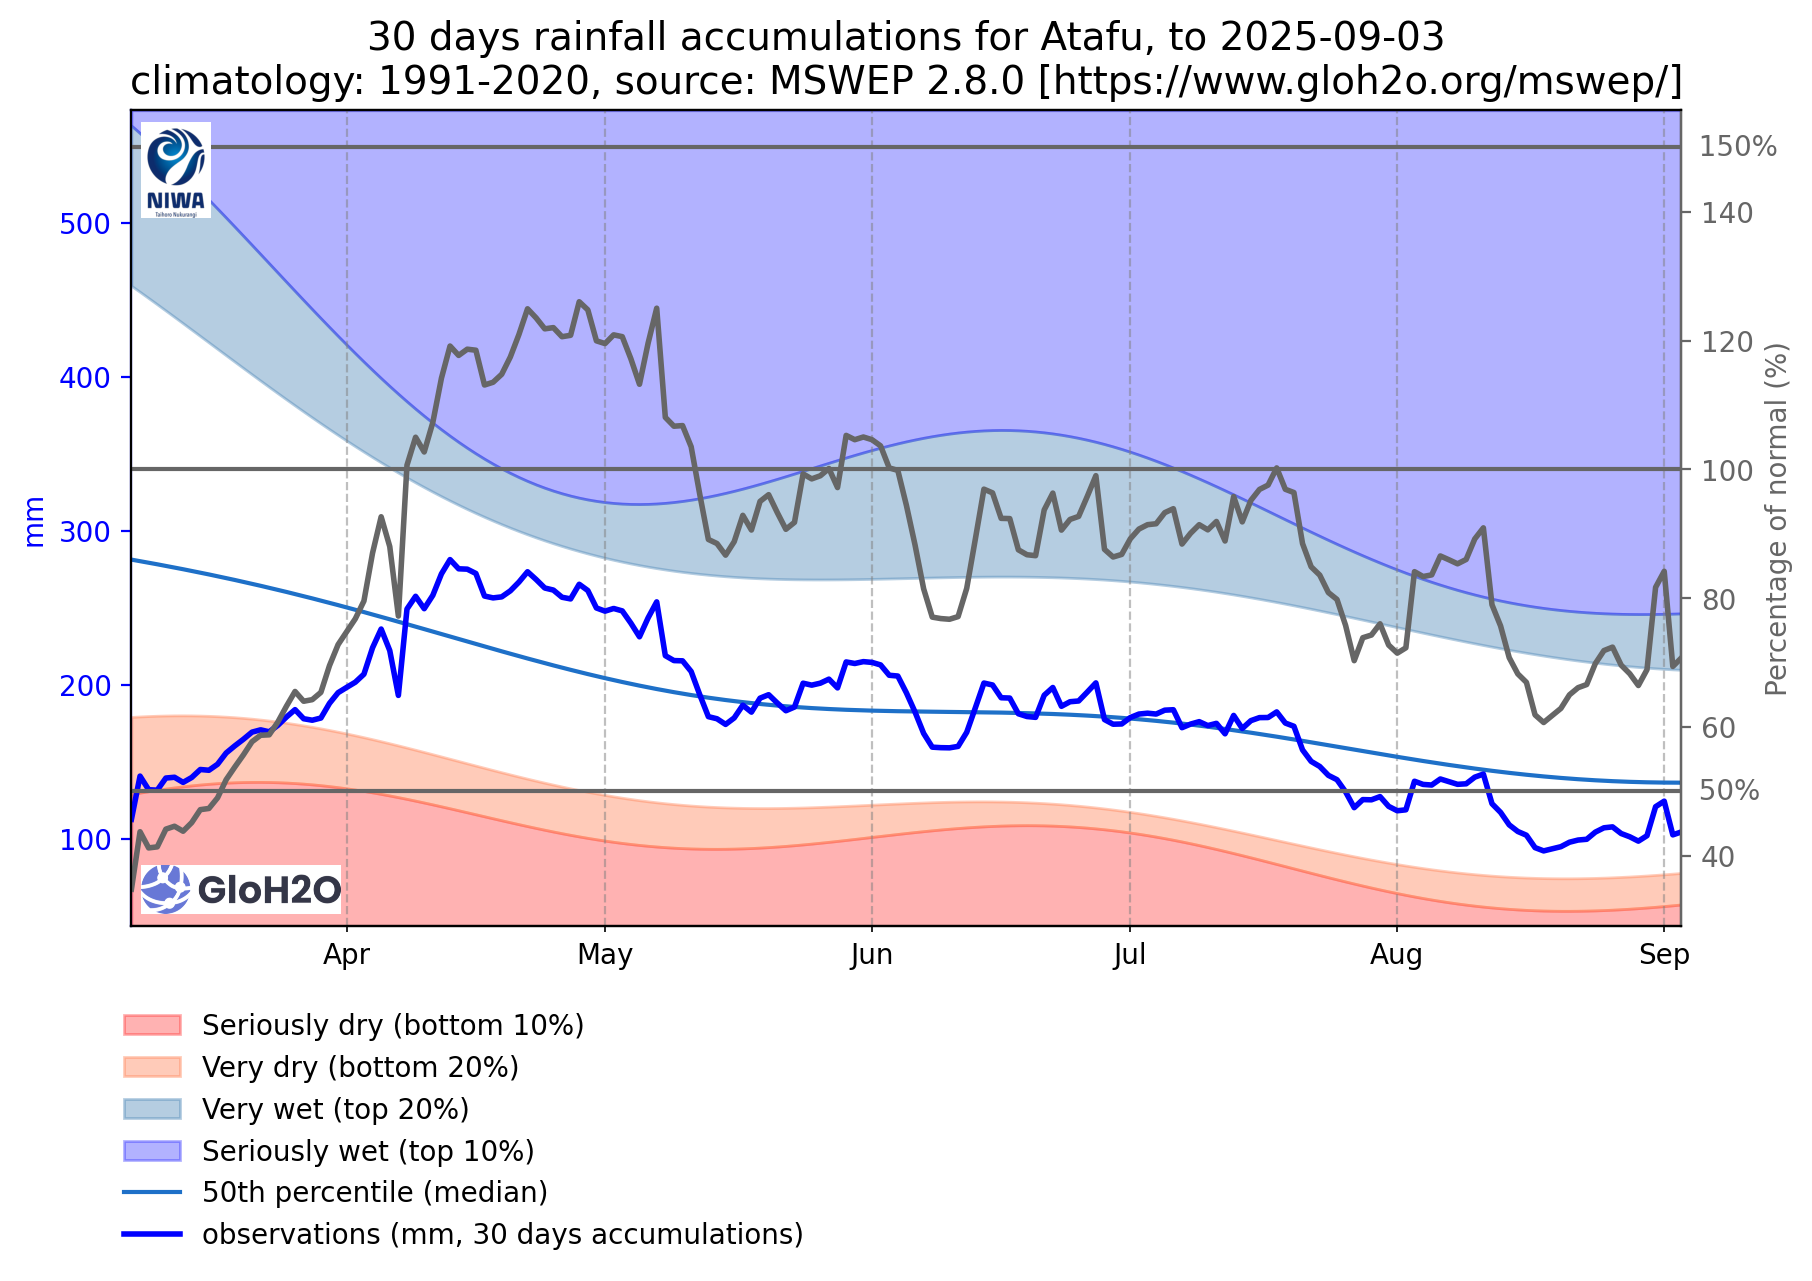 30 days rainfall accumulations for Atafu, to 2025-09-03
climatology: 1991-2020, source: MSWEP 2.8.0 [https://www.gloh2o.org/mswep/]
NIWA
Taihoro Nukurangi
150%
140
500
120
400
100
300
80
200
60
50%
100
40
mm
Percentage of normal (%)
GloH2O
Apr May Jun Jul Aug Sep
Seriously dry (bottom 10%)
Very dry (bottom 20%)
Very wet (top 20%)
Seriously wet (top 10%)
50th percentile (median)
observations (mm, 30 days accumulations)